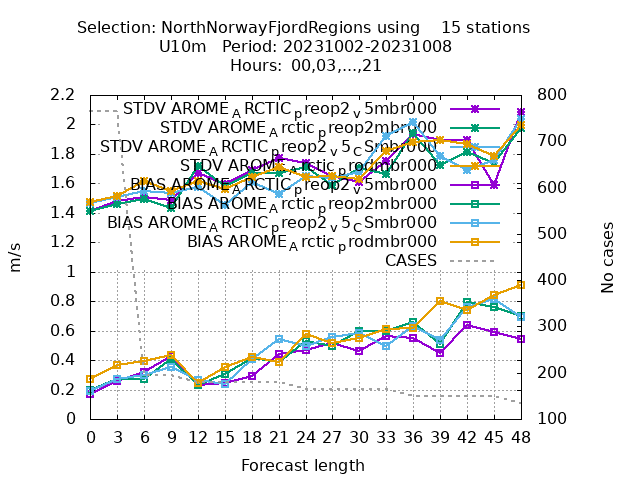 Selection: NorthNorwayFjordRegions using 15 stations
U10m Period: 20231002-20231008
Hours: 00,03,...,21
STDV AROME_ARCTIC_preop2_v5mbr000
STDV AROME_Arctic_preop2mbr000
STDV AROME_ARCTIC_preop2_v5_CSmbr000
STDV AROME_Arctic_prodmbr000
BIAS AROME_ARCTIC_preop2_v5mbr000
BIAS AROME_Arctic_preop2mbr000
BIAS AROME_ARCTIC_preop2_v5_CSmbr000
BIAS AROME_Arctic_prodmbr000
CASES
2.2
2
1.8
1.6
1.4
1.2
1
0.8
0.6
0.4
0.2
0
m/s
800
700
600
500
400
300
200
100
No cases
0 3 6 9 12 15 18 21 24 27 30 33 36 39 42 45 48
Forecast length